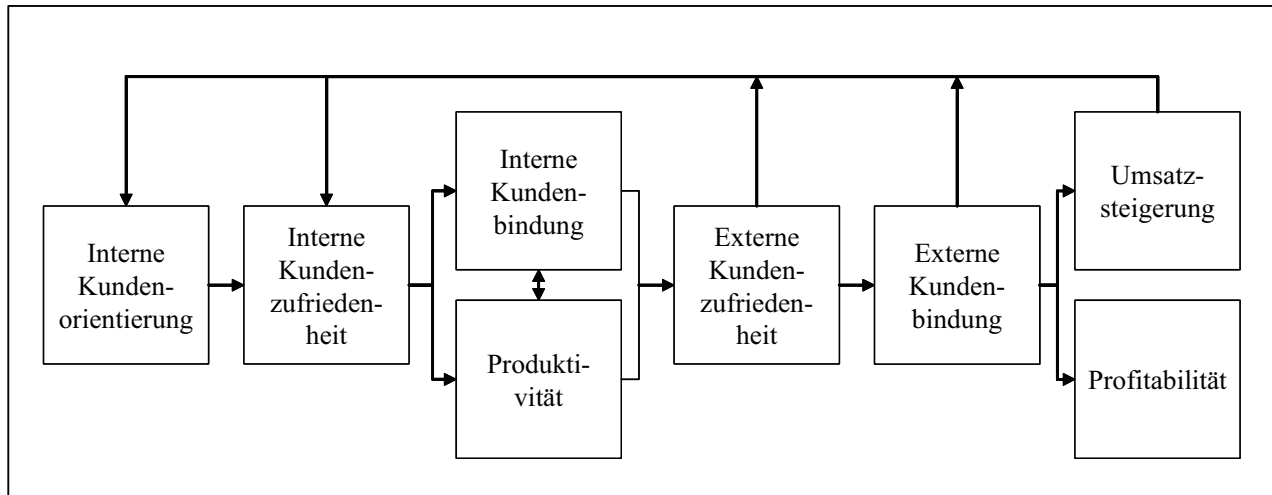 Interne
Kunden-
orientierung
Interne
Kunden-
zufrieden-
heit
Interne
Kunden-
bindung
Produkti-
vität
Externe
Kunden-
zufrieden-
heit
Externe
Kunden-
bindung
Umsatz-
steigerung
Profitabilität